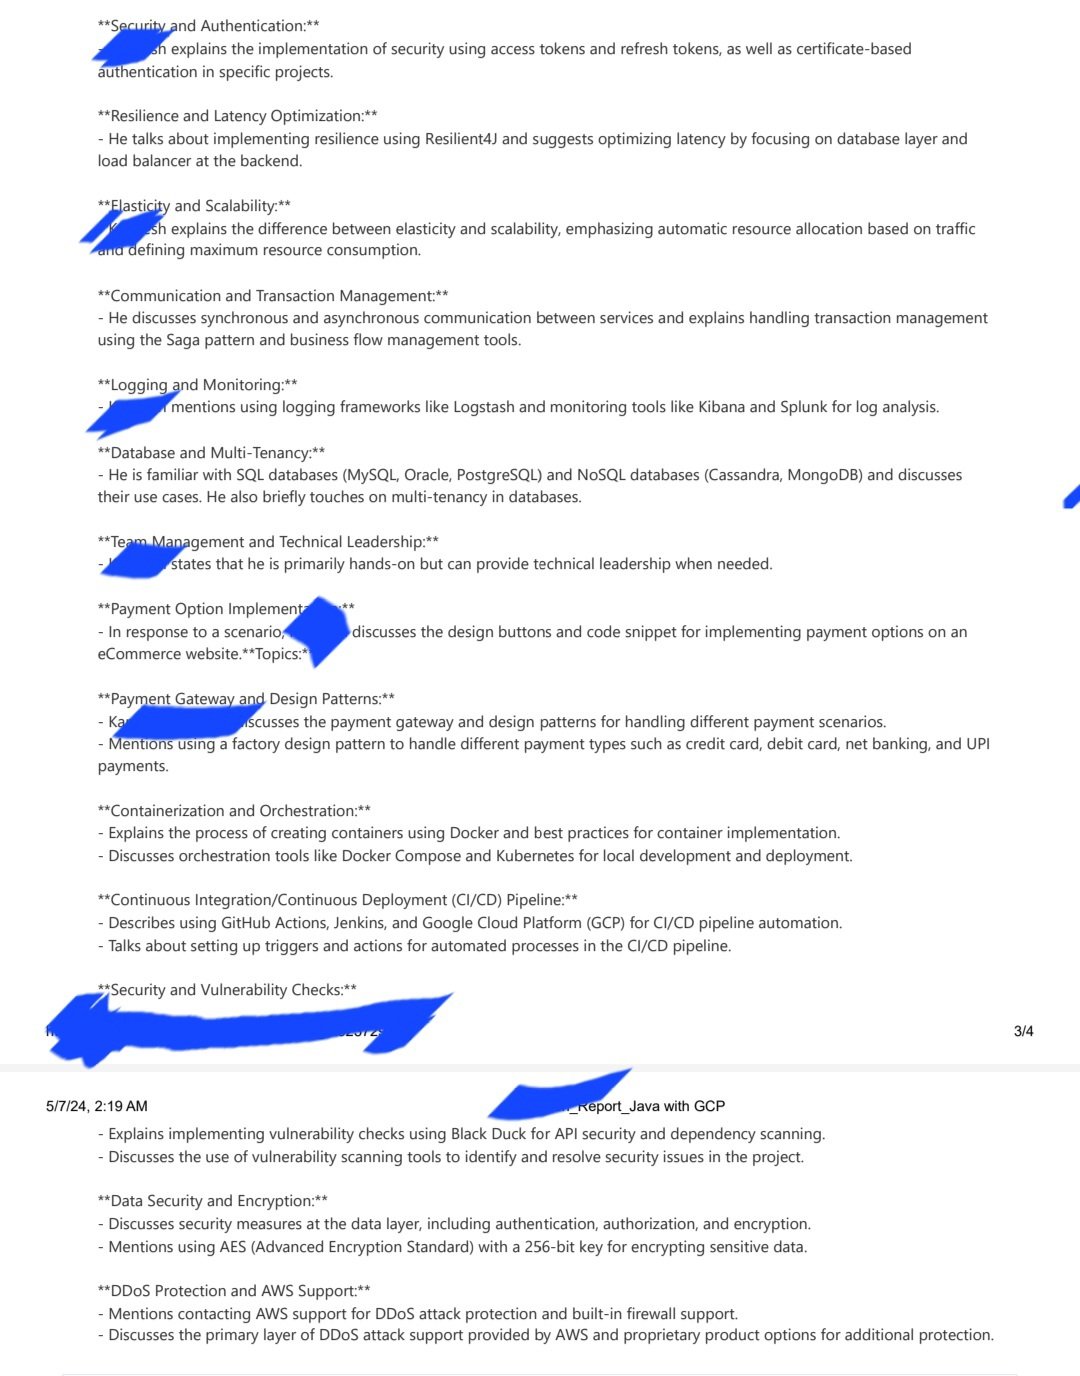 **Security and Authentication:**
explains the implementation of security using access tokens and refresh tokens, as well as certificate-based
authentication in specific projects.
**Resilience and Latency Optimization:**
- He talks about implementing resilience using Resilient4J and suggests optimizing latency by focusing on database layer and
load balancer at the backend.
**Elasticity and Scalability:**
explains the difference between elasticity and scalability, emphasizing automatic resource allocation based on traffic
and defining maximum resource consumption.
**Communication and Transaction Management:**
- He discusses synchronous and asynchronous communication between services and explains handling transaction management
using the Saga pattern and business flow management tools.
**Logging and Monitoring:**
- mentions using logging frameworks like Logstash and monitoring tools like Kibana and Splunk for log analysis.
**Database and Multi-Tenancy:**
- He is familiar with SQL databases (MySQL, Oracle, PostgreSQL) and NoSQL databases (Cassandra, MongoDB) and discusses
their use cases. He also briefly touches on multi-tenancy in databases.
**Team Management and Technical Leadership:**
- states that he is primarily hands-on but can provide technical leadership when needed.
**Payment Option **
- In response to a scenario, discusses the design buttons and code snippet for implementing payment options on an
eCommerce website.**Topics:*
**Payment Gateway and Design Patterns:**
- the payment gateway and design patterns for handling different payment scenarios.
- Mentions using a factory design pattern to handle different payment types such as credit card, debit card, net banking, and UPI
payments.
**Containerization and Orchestration:**
- Explains the process of creating containers using Docker and best practices for container implementation.
- Discusses orchestration tools like Docker Compose and Kubernetes for local development and deployment.
**Continuous Integration/Continuous Deployment (CI/CD) Pipeline:**
- Describes using GitHub Actions, Jenkins, and Google Cloud Platform (GCP) for CI/CD pipeline automation.
- Talks about setting up triggers and actions for automated processes in the CI/CD pipeline.
**Security and Vulnerability Checks:**
3/4
5/7/24, 2:19 AM
_Report_Java with GCP
- Explains implementing vulnerability checks using Black Duck for API security and dependency scanning.
- Discusses the use of vulnerability scanning tools to identify and resolve security issues in the project.
**Data Security and Encryption:**
- Discusses security measures at the data layer, including authentication, authorization, and encryption.
- Mentions using AES (Advanced Encryption Standard) with a 256-bit key for encrypting sensitive data.
**DDoS Protection and AWS Support:**
- Mentions contacting AWS support for DDoS attack protection and built-in firewall support.
- Discusses the primary layer of DDoS attack support provided by AWS and proprietary product options for additional protection.